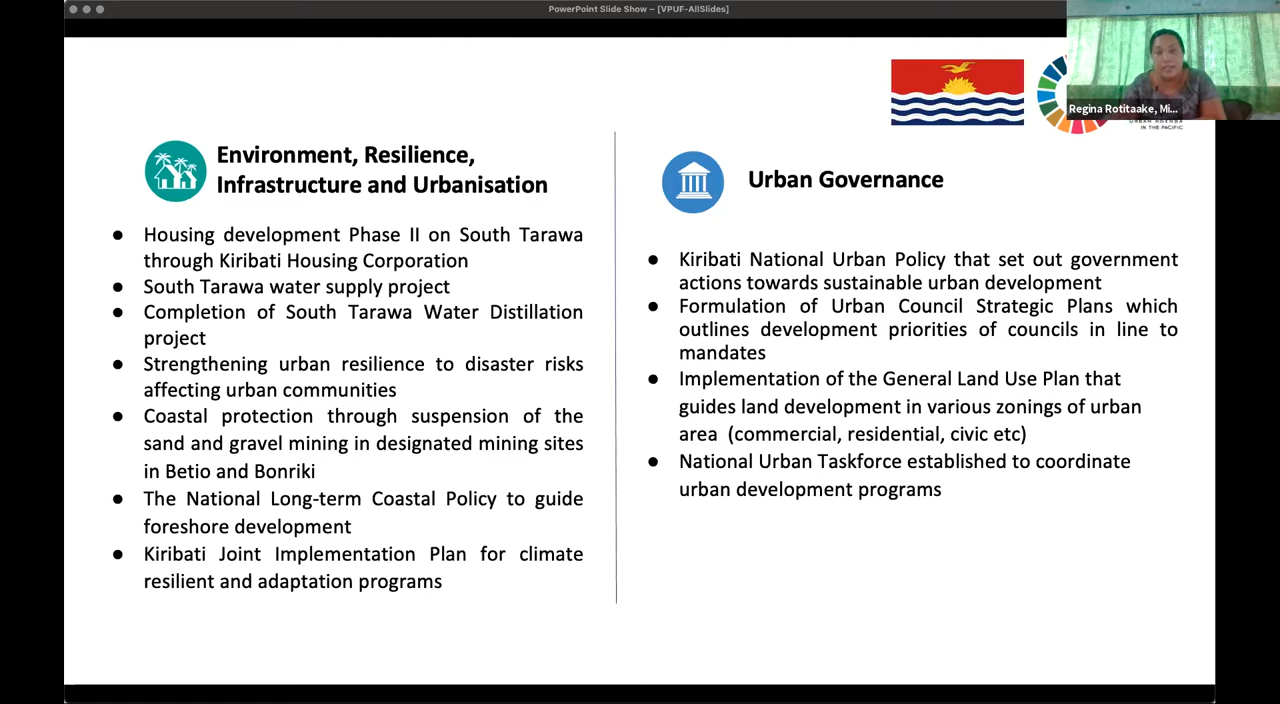 PowerPoint Slide Show – [VPUF-AllSlides]
Regina Rotitaake, Mi...
URBAN AGENDA
IN THE PACIFIC
Environment, Resilience,
Infrastructure and Urbanisation
● Housing development Phase II on South Tarawa
through Kiribati Housing Corporation
● South Tarawa water supply project
● Completion of South Tarawa Water Distillation
project
● Strengthening urban resilience to disaster risks
affecting urban communities
● Coastal protection through suspension of the
sand and gravel mining in designated mining sites
in Betio and Bonriki
● The National Long-term Coastal Policy to guide
foreshore development
● Kiribati Joint Implementation Plan for climate
resilient and adaptation programs
Urban Governance
● Kiribati National Urban Policy that set out government
actions towards sustainable urban development
● Formulation of Urban Council Strategic Plans which
outlines development priorities of councils in line to
mandates
● Implementation of the General Land Use Plan that
guides land development in various zonings of urban
area (commercial, residential, civic etc)
● National Urban Taskforce established to coordinate
urban development programs